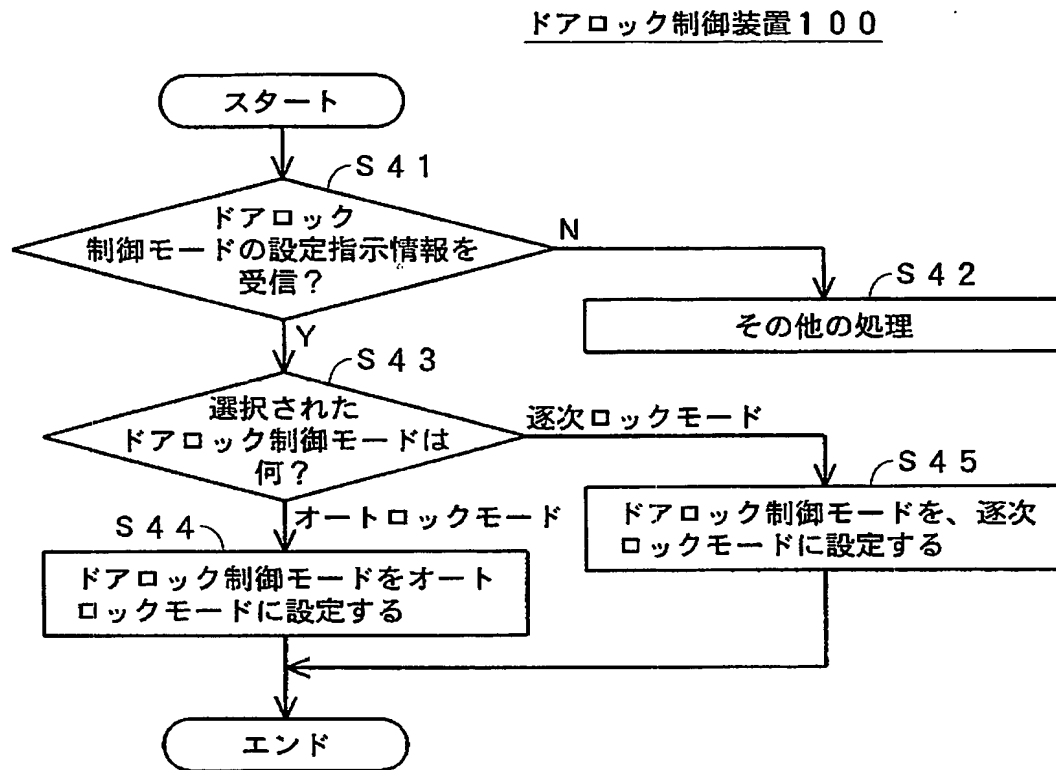 ドアロック制御装置１００
スタート
Ｓ４１
ドアロック
制御モードの設定指示情報を
受信？
N
Ｓ４２
その他の処理
Y
Ｓ４３
選択された
ドアロック制御モードは
何？
逐次ロックモード
Ｓ４５
ドアロック制御モードを、逐次
ロックモードに設定する
オートロックモード
Ｓ４４
ドアロック制御モードをオート
ロックモードに設定する
エンド